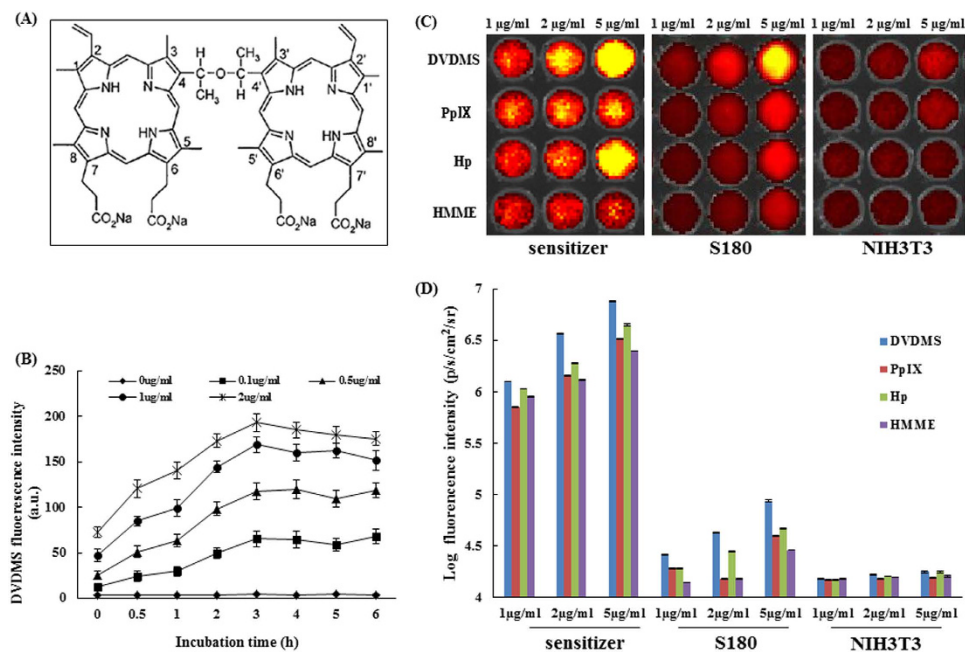 (A)
2
3
H
H3C
3'
2'
1
4
C
O
C
4'
1'
NH
N
CH3
H
NH
N
N
HN
N
HN
8
5
5'
8'
7
6
6'
7'
CO2Na
CO2Na
CO2Na
CO2Na
(B)
DVDMS fluoerescence intensity
(a.u.)
250
200
150
100
50
0
0ug/ml 0.1ug/ml 0.5ug/ml
1ug/ml 2ug/ml
0 0.5 1 2 3 4 5 6
Incubation time (h)
(C)
1 µg/ml 2 µg/ml 5 µg/ml 1 µg/ml 2 µg/ml 5 µg/ml 1 µg/ml 2 µg/ml 5 µg/ml
DVDMS
PpIX
Hp
HMME
sensitizer S180 NIH3T3
(D)
Log fluorenence intensity (p/s/cm²/sr)
7
6.5
6
5.5
5
4.5
4
DVDMS
PpIX
Hp
HMME
1µg/ml 2µg/ml 5µg/ml 1µg/ml 2µg/ml 5µg/ml 1µg/ml 2µg/ml 5µg/ml
sensitizer S180 NIH3T3